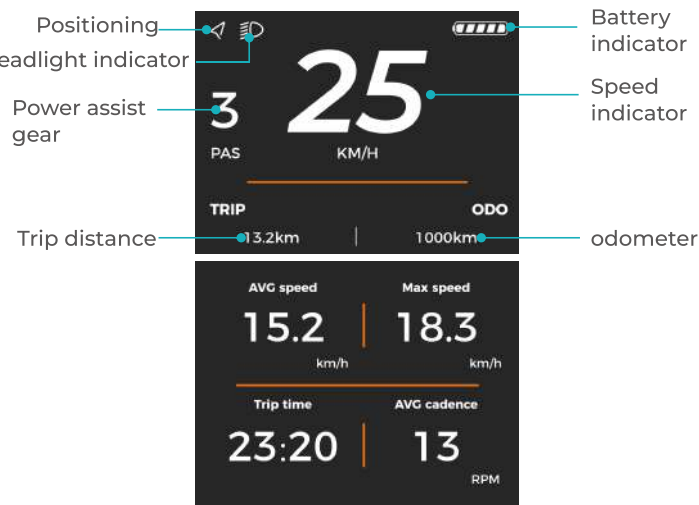 Positioning
eadlight indicator
Power assist
gear
Trip distance
3
PAS
25
KM/H
TRIP
ODO
13.2km
1000km
Battery
indicator
Speed
indicator
odometer
AVG speed
Max speed
15.2
18.3
km/h
km/h
Trip time
AVG cadence
23:20
13
RPM